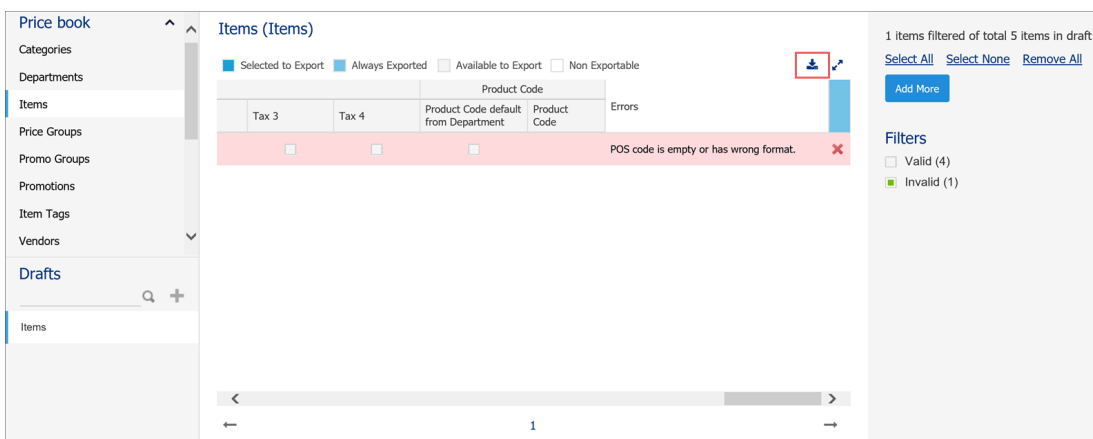 Price book
Categories
Departments
Items
Price Groups
Promo Groups
Promotions
Item Tags
Vendors
Drafts
Items
Items (Items)
Selected to Export Always Exported Available to Export Non Exportable
Product Code
Tax 3 Tax 4 Product Code default from Department Product Code Errors
POS code is empty or has wrong format.
1
1 items filtered of total 5 items in draft
Select All Select None Remove All
Add More
Filters
Valid (4)
Invalid (1)